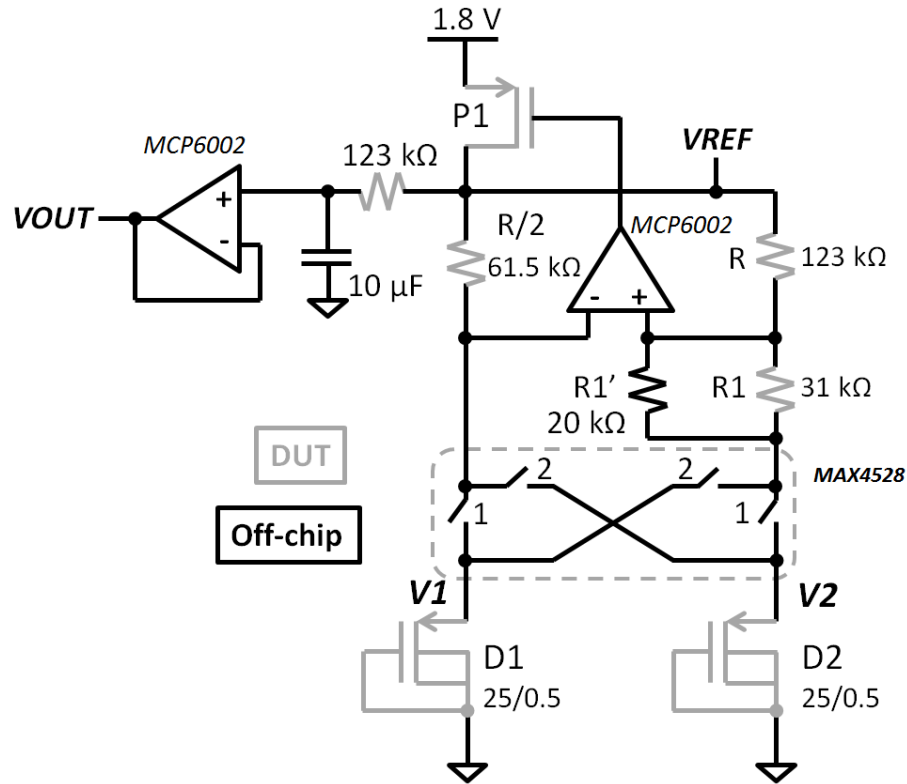 1.8 V
P1
MCP6002
123 kΩ
VREF
VOUT
+
-
R/2
61.5 kΩ
MCP6002
R
123 kΩ
10 µF
- +
R1'
20 kΩ
R1
31 kΩ
DUT
2
2
MAX4528
1
1
Off-chip
V1
V2
D1
25/0.5
D2
25/0.5